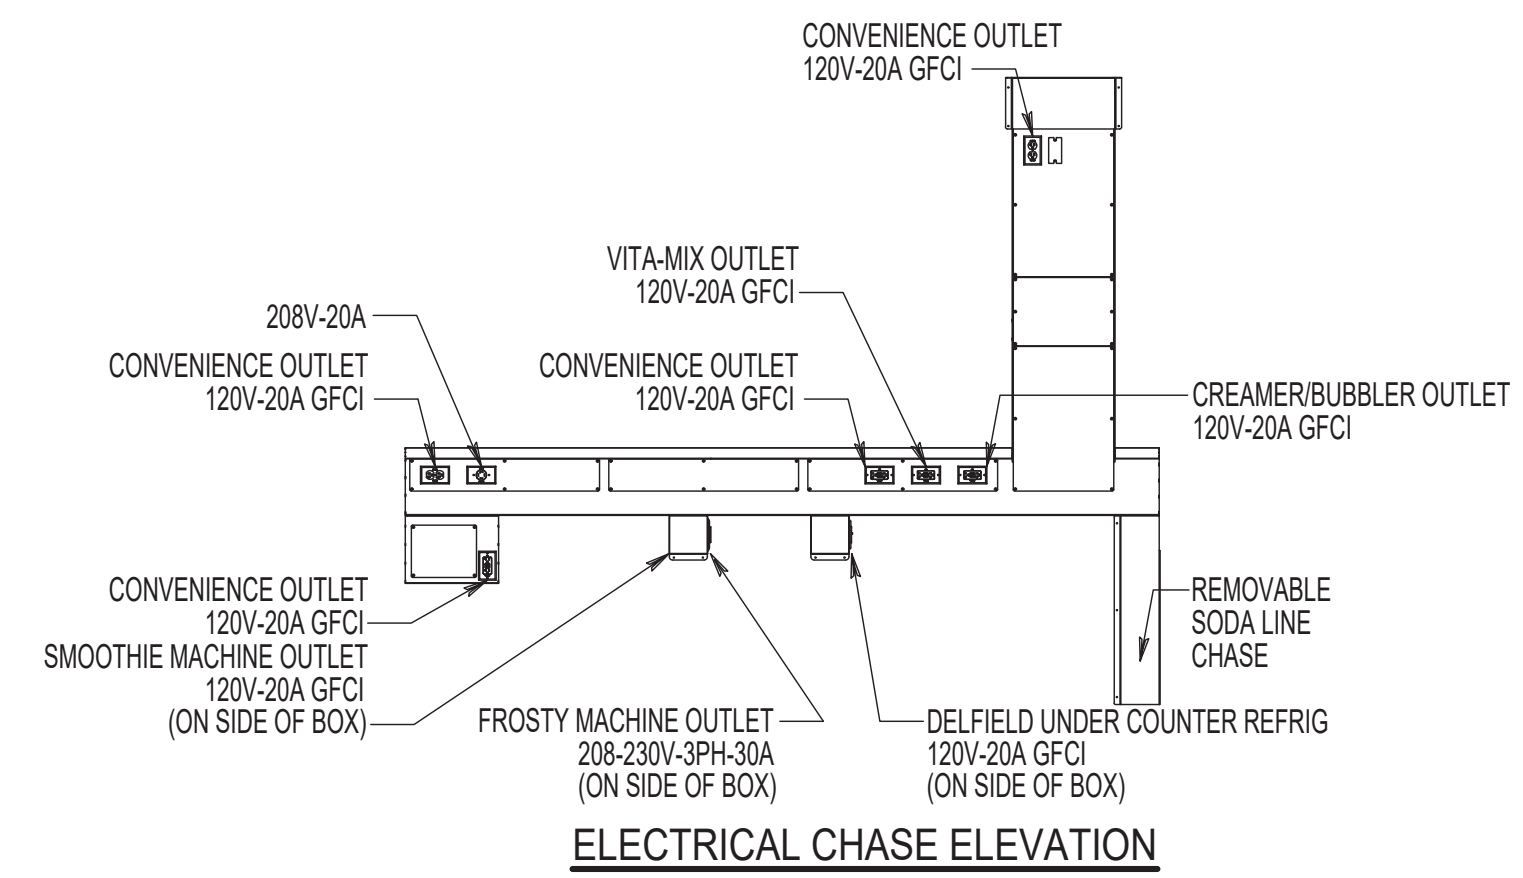 CONVENIENCE OUTLET
120V-20A GFCI
VITA-MIX OUTLET
120V-20A GFCI
208V-20A
CONVENIENCE OUTLET
120V-20A GFCI
CONVENIENCE OUTLET
120V-20A GFCI
CREAMER/BUBBLER OUTLET
120V-20A GFCI
CONVENIENCE OUTLET
120V-20A GFCI
SMOOTHIE MACHINE OUTLET
120V-20A GFCI
(ON SIDE OF BOX)
REMOVABLE
SODA LINE
CHASE
FROSTY MACHINE OUTLET
208-230V-3PH-30A
(ON SIDE OF BOX)
DELFIELD UNDER COUNTER REFRIG
120V-20A GFCI
(ON SIDE OF BOX)
ELECTRICAL CHASE ELEVATION